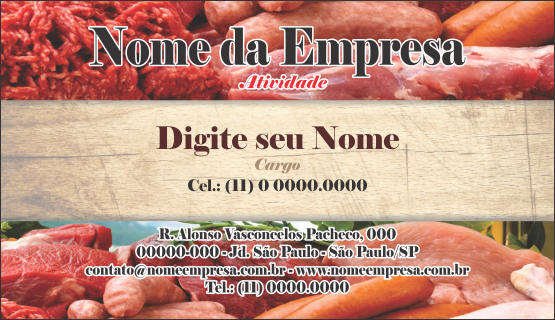 Nome da Empresa
Atividade
Digite seu Nome
Cargo
Cel.: (11) 0 0000.0000
R. Alonso Vasconcelos Pacheco, 000
00000-000 - Jd. São Paulo - São Paulo/SP
contato@nomeempresa.com.br - www.nomeempresa.com.br
Tel.: (11) 0000.0000